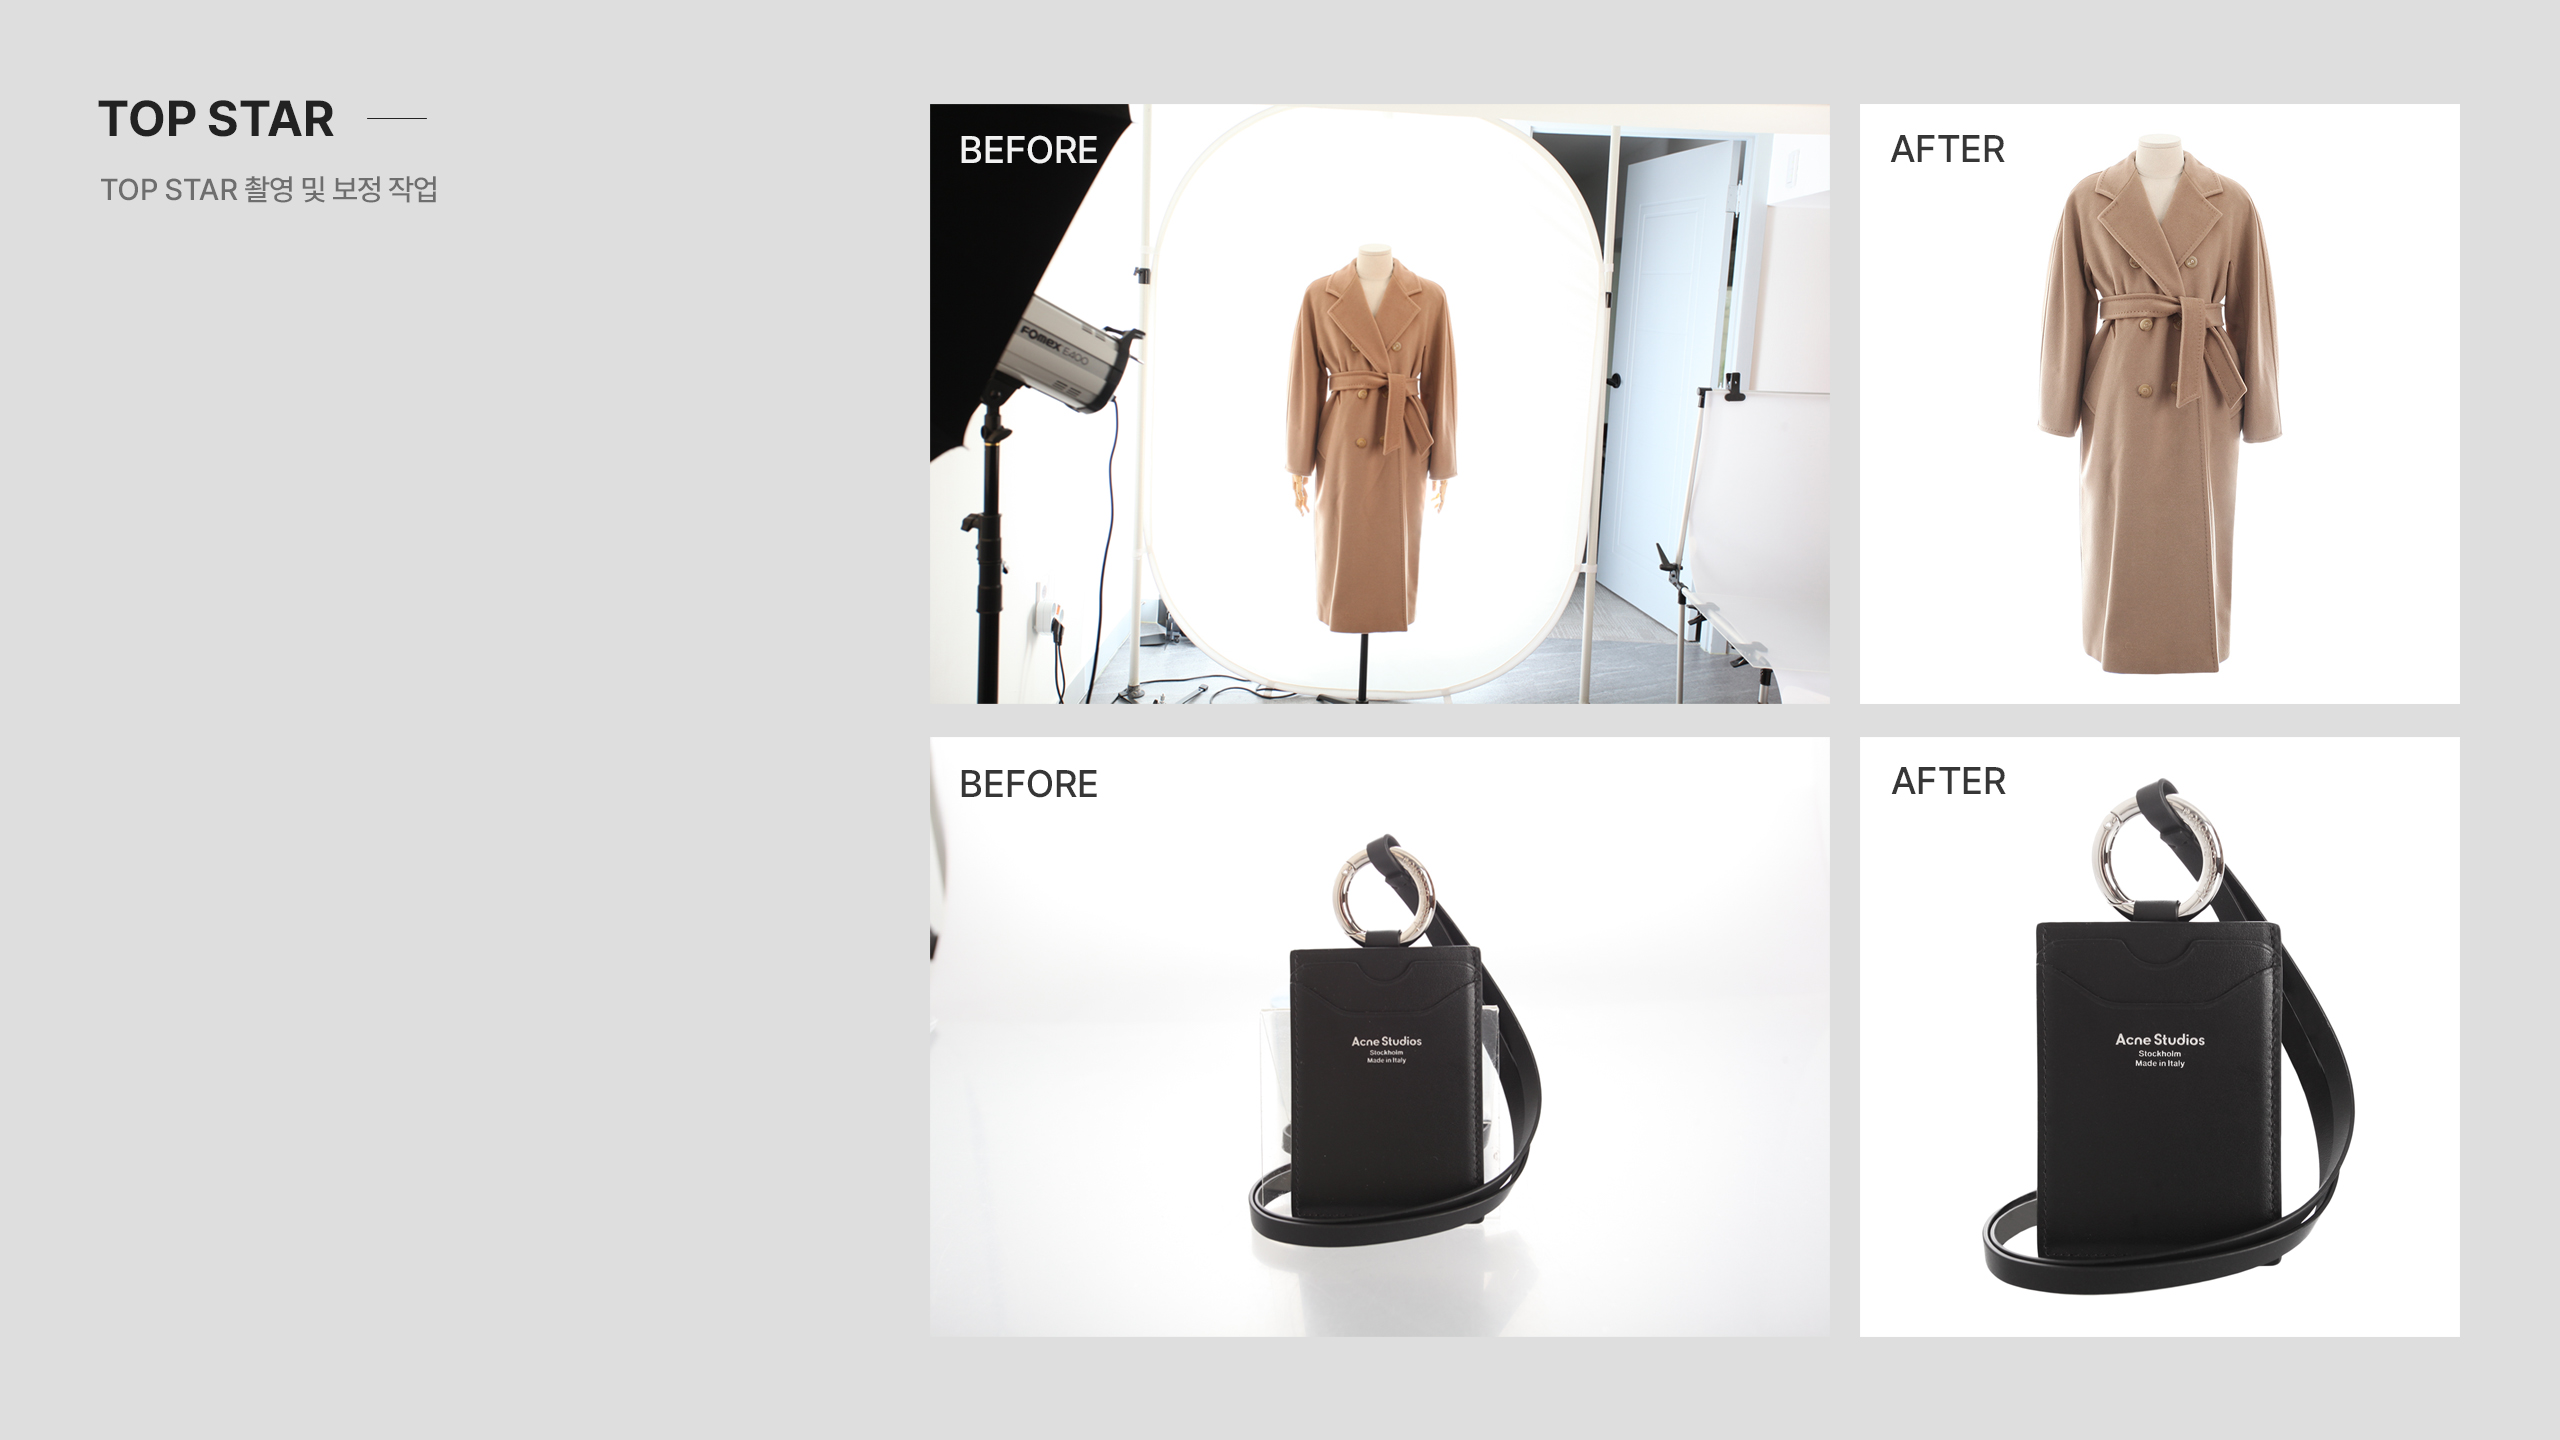 TOP STAR
TOP STAR 촬영 및 보정 작업
BEFORE
FOMEX E400
AFTER
BEFORE
Acne Studios
Stockholm
Made in Italy
AFTER
Acne Studios
Stockholm
Made in Italy